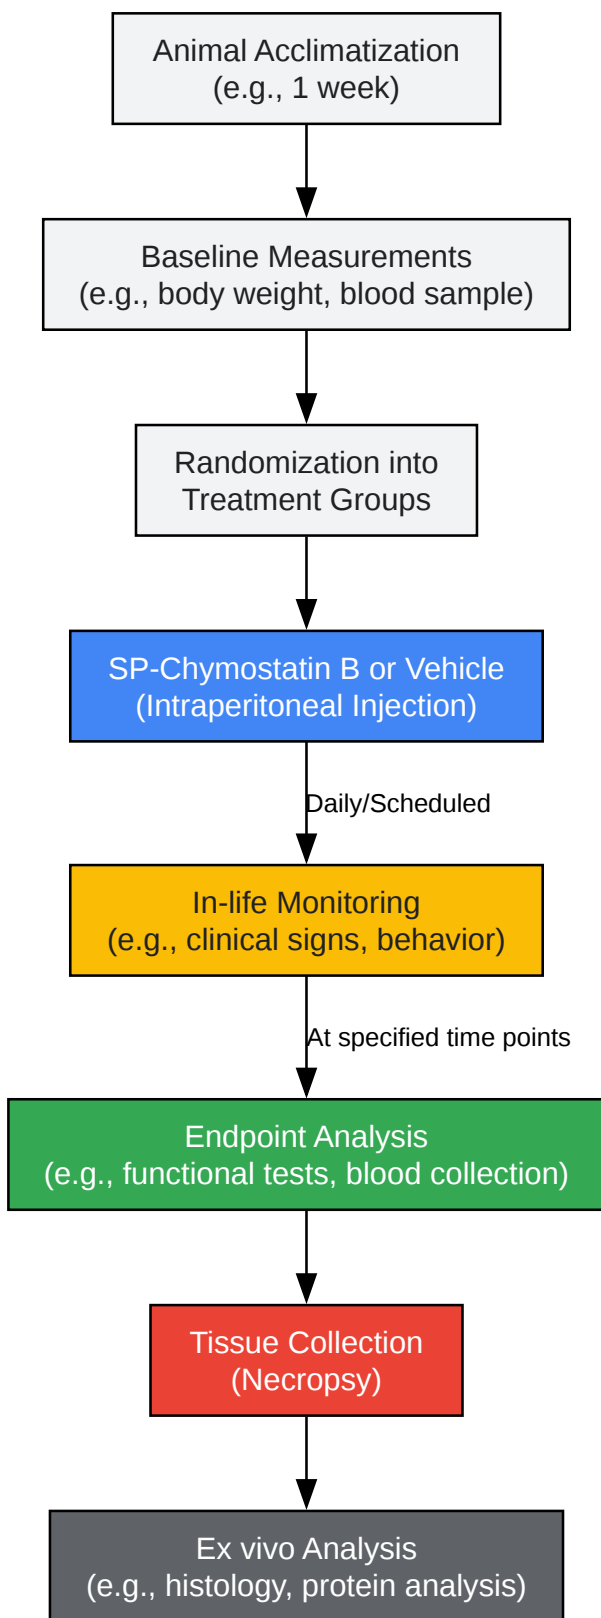 Animal Acclimatization
(e.g., 1 week)
Baseline Measurements
(e.g., body weight, blood sample)
Randomization into
Treatment Groups
SP-Chymostatin B or Vehicle
(Intraperitoneal Injection)
Daily/Scheduled
In-life Monitoring
(e.g., clinical signs, behavior)
At specified time points
Endpoint Analysis
(e.g., functional tests, blood collection)
Tissue Collection
(Necropsy)
Ex vivo Analysis
(e.g., histology, protein analysis)